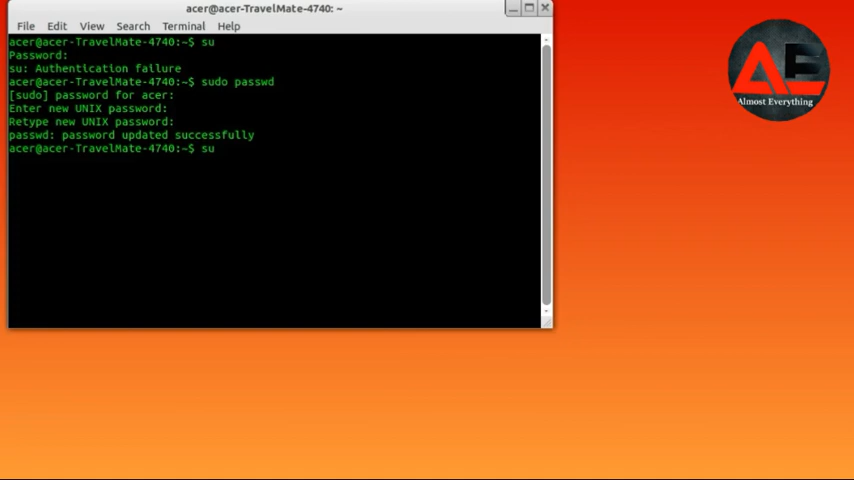 acer@acer-TravelMate-4740: ~
File Edit View Search Terminal Help
acer@acer-TravelMate-4740:~$ su
Password:
su: Authentication failure
acer@acer-TravelMate-4740:~$ sudo passwd
[sudo] password for acer:
Enter new UNIX password:
Retype new UNIX password:
passwd: password updated successfully
acer@acer-TravelMate-4740:~$ su
AE
Almost Everything